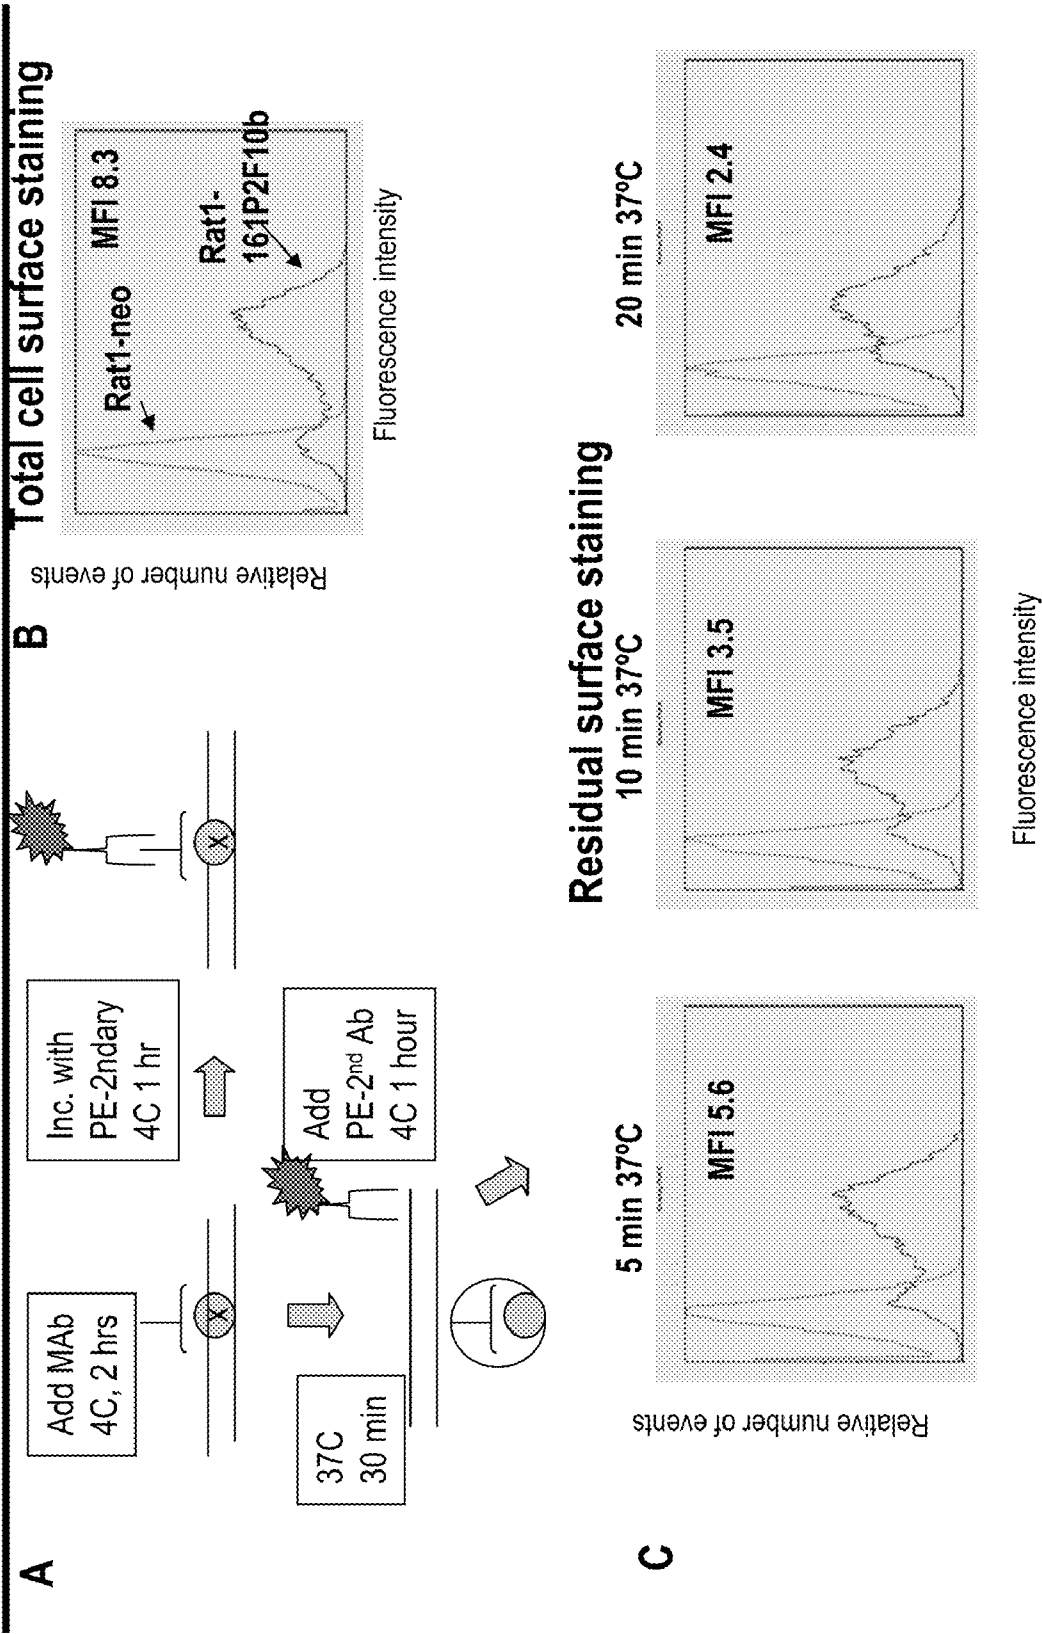 A
Add MAb
4C, 2 hrs
Inc. with
PE-2ndary
4C 1 hr
X
X
37C
30 min
Add
PE-2nd Ab
4C 1 hour
B
Total cell surface staining
Relative number of events
Rat1-neo
MFI 8.3
Rat1-
161P2F10b
Fluorescence intensity
C
Residual surface staining
5 min 37ºC
10 min 37ºC
20 min 37ºC
Relative number of events
MFI 5.6
MFI 3.5
MFI 2.4
Fluorescence intensity